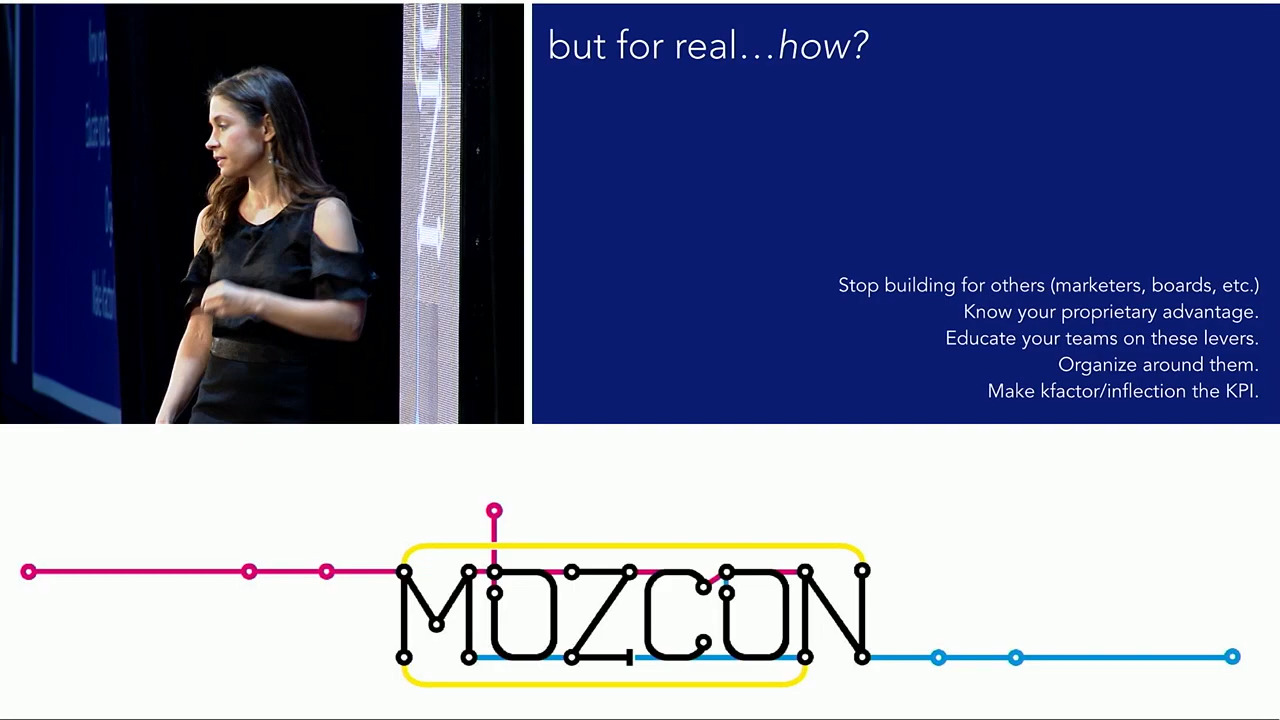 but for real...how?
Stop building for others (marketers, boards, etc.)
Know your proprietary advantage.
Educate your teams on these levers.
Organize around them.
Make kfactor/inflection the KPI.
MOZCON